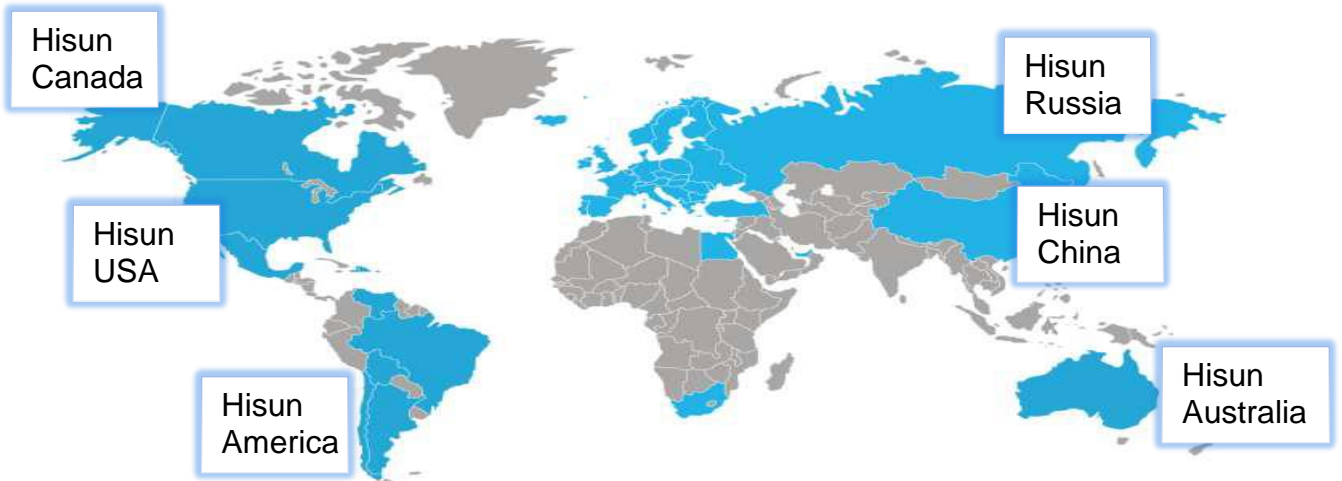 Hisun
Canada
Hisun
Russia
Hisun
USA
Hisun
China
Hisun
America
Hisun
Australia